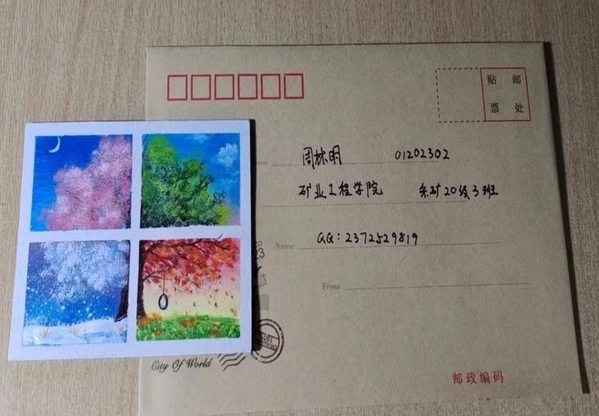 贴 邮
票 处
周林明 01202302
矿业工程学院 采矿20级3班
Name
QQ: 2372529819
From
City Of World
邮政编码